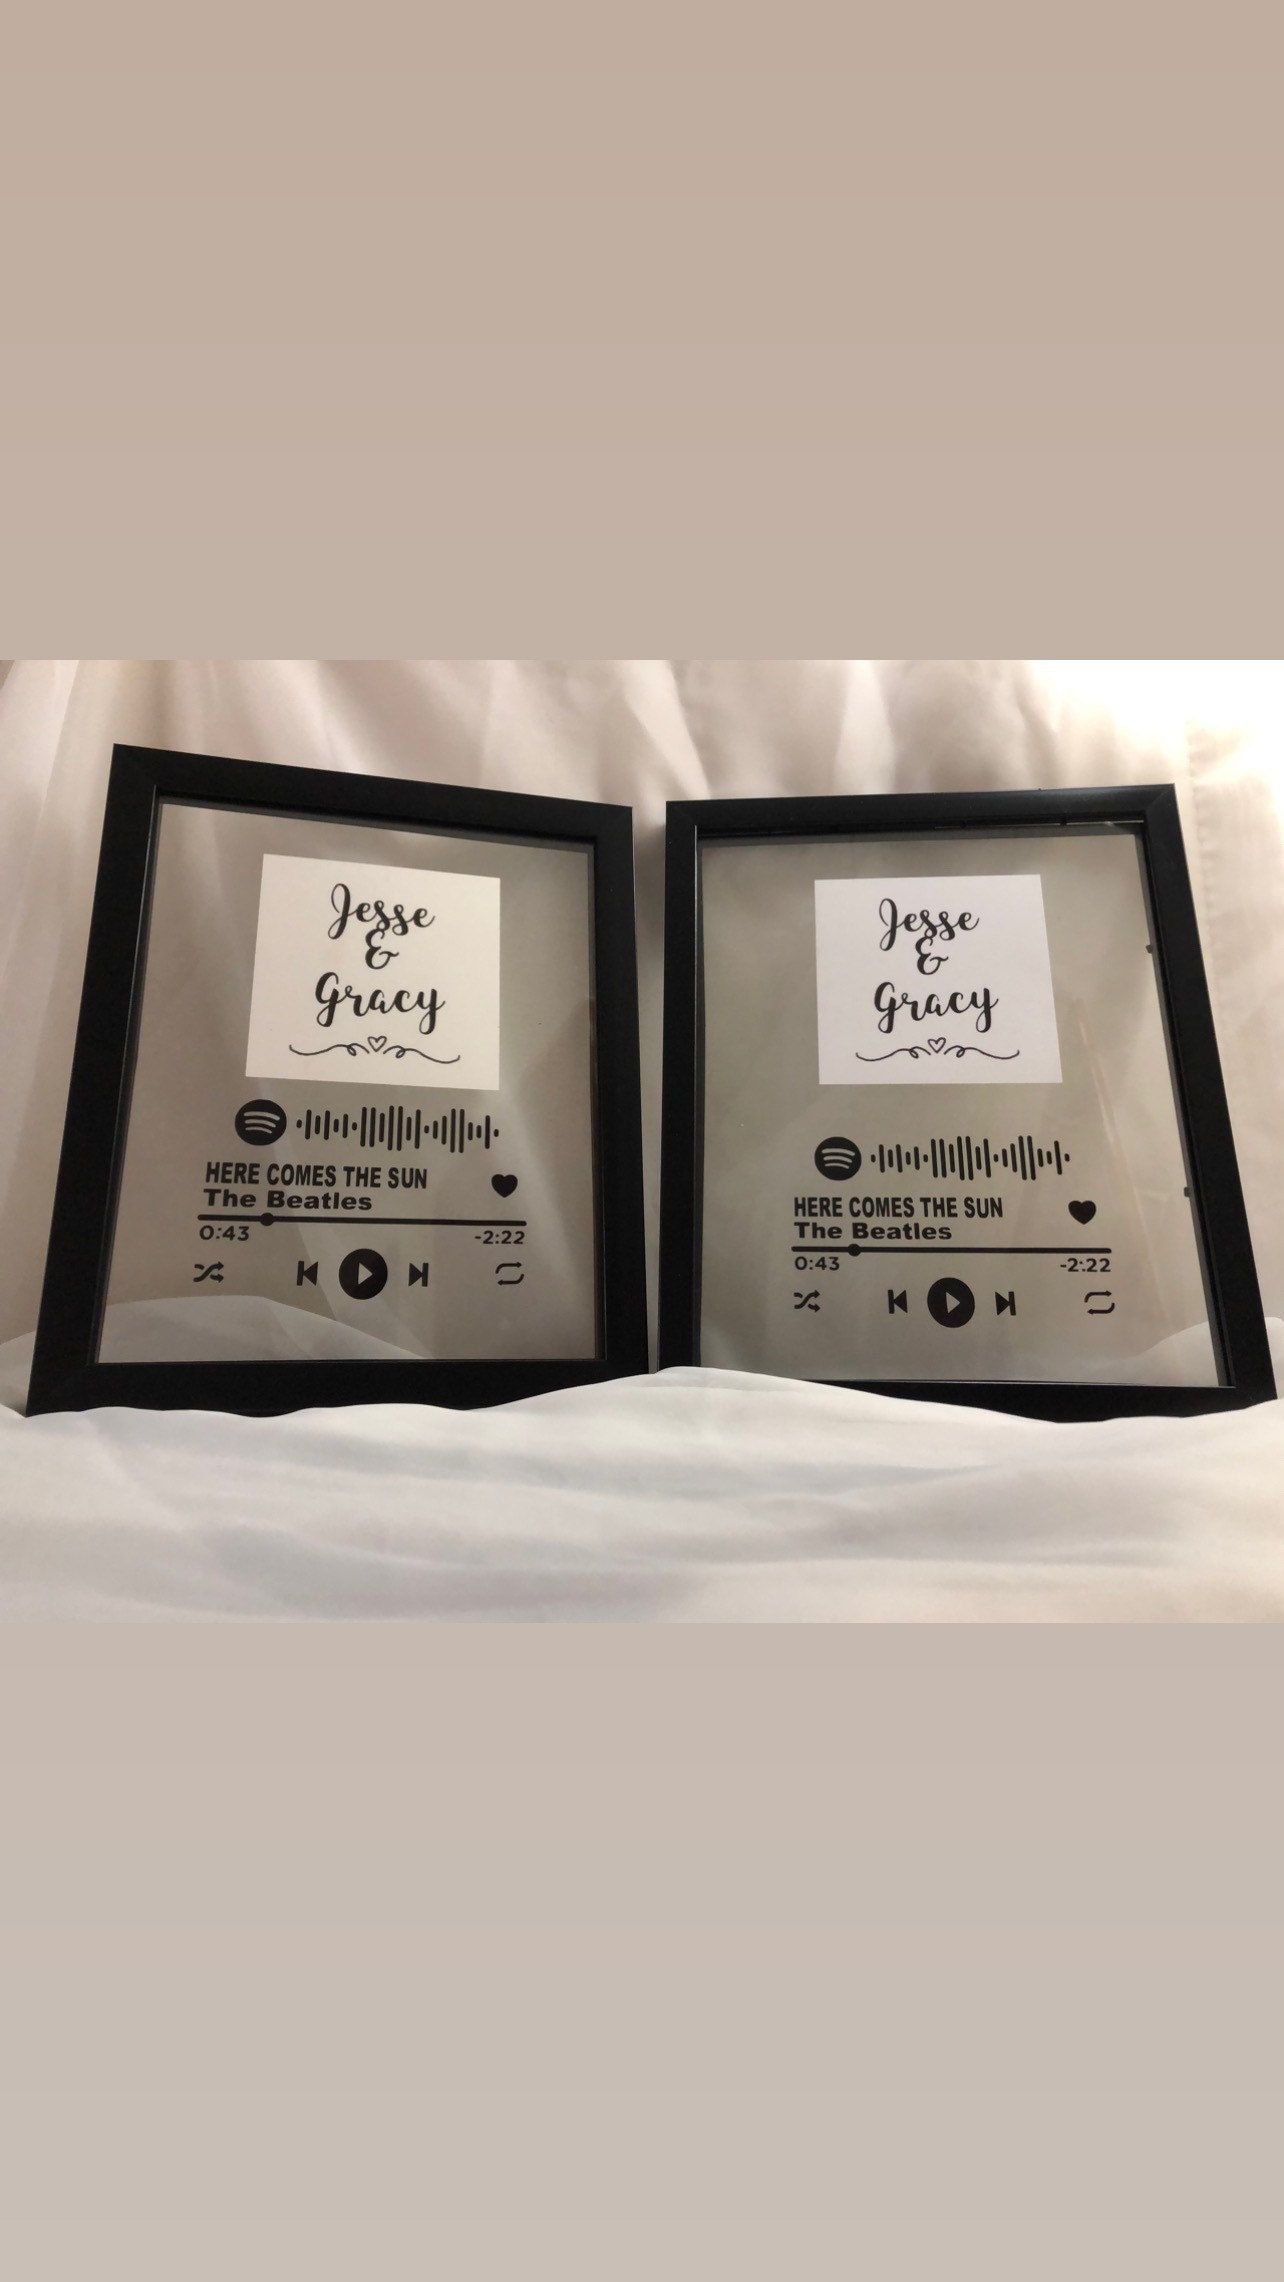 Jesse
&
Gracy
HERE COMES THE SUN
The Beatles
0:43 -2:22
Jesse
&
Gracy
HERE COMES THE SUN
The Beatles
0:43 -2:22